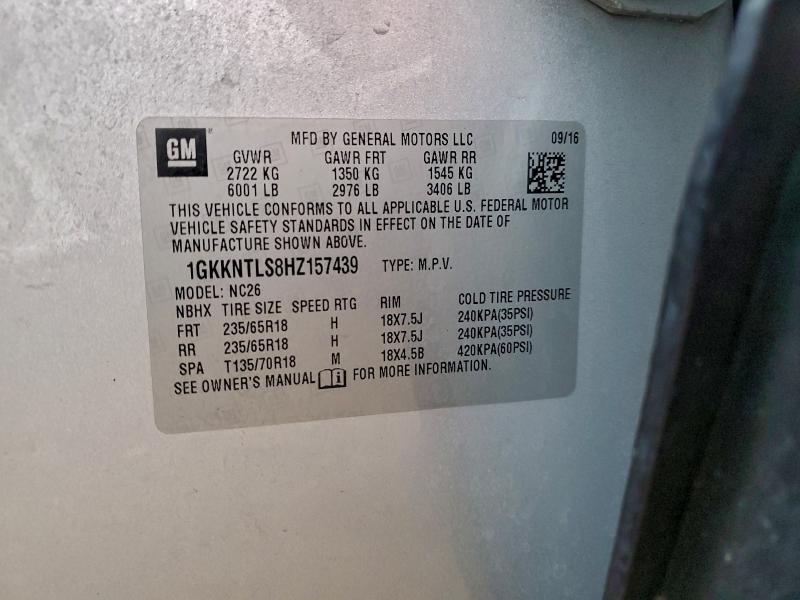 GM MFD BY GENERAL MOTORS LLC 09/16
GVWR GAWR FRT GAWR RR
2722 KG 1350 KG 1545 KG
6001 LB 2976 LB 3406 LB
THIS VEHICLE CONFORMS TO ALL APPLICABLE U.S. FEDERAL MOTOR
VEHICLE SAFETY STANDARDS IN EFFECT ON THE DATE OF
MANUFACTURE SHOWN ABOVE.
1GKKNTLS8HZ157439 TYPE: M.P.V.
MODEL: NC26
NBHX TIRE SIZE SPEED RTG RIM COLD TIRE PRESSURE
FRT 235/65R18 H 18X7.5J 240KPA(35PSI)
RR 235/65R18 H 18X7.5J 240KPA(35PSI)
SPA T135/70R18 M 18X4.5B 420KPA(60PSI)
SEE OWNER'S MANUAL i FOR MORE INFORMATION.